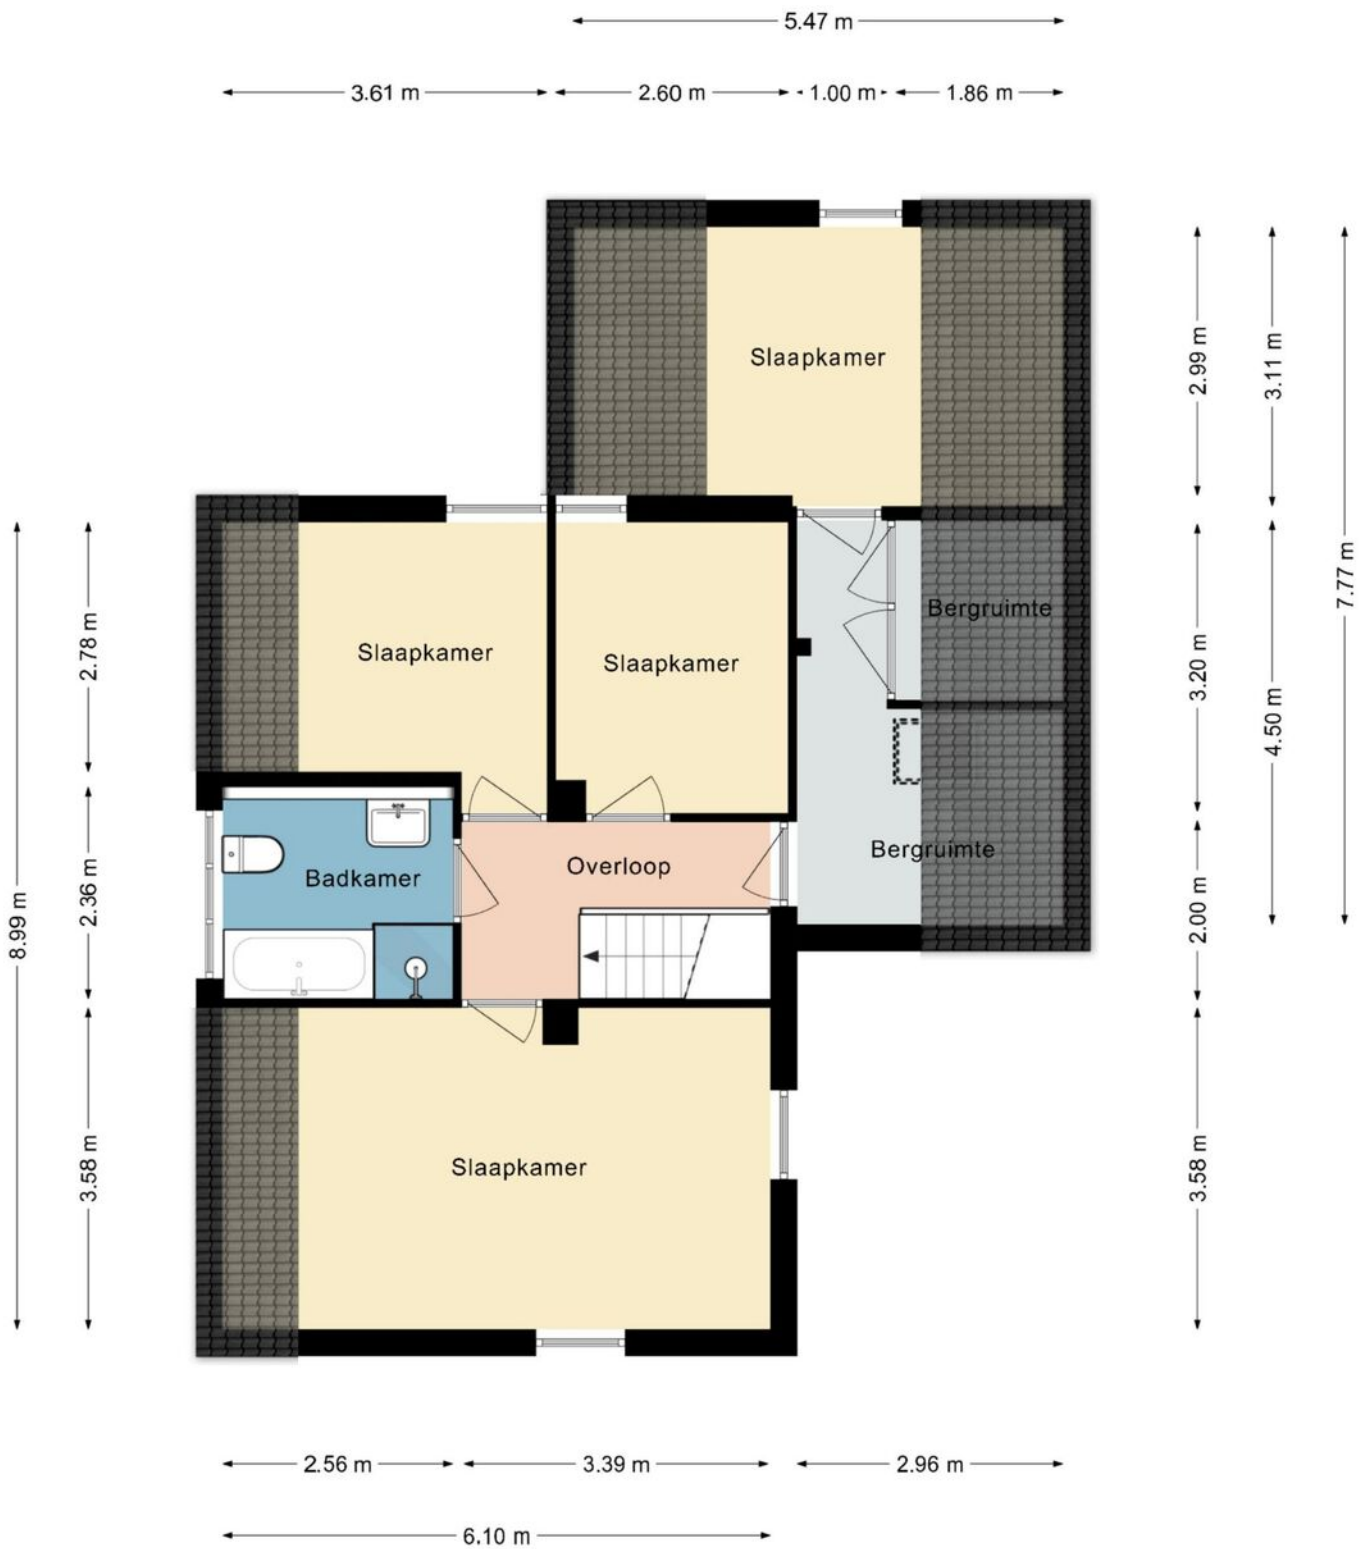 5.47 m
3.61 m
2.60 m
1.00 m
1.86 m
Slaapkamer
2.99 m
3.11 m
7.77 m
Slaapkamer
Slaapkamer
Bergruimte
2.78 m
3.20 m
4.50 m
Badkamer
Overloop
Bergruimte
8.99 m
2.36 m
2.00 m
Slaapkamer
3.58 m
3.58 m
2.56 m
3.39 m
2.96 m
6.10 m